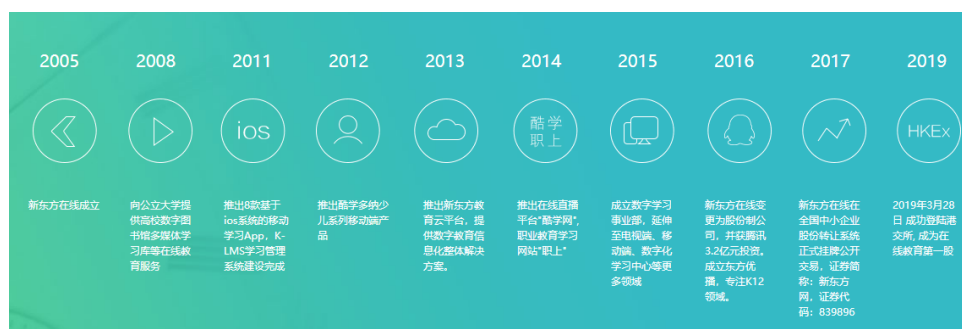 2005
2008
2011
2012
2013
2014
2015
2016
2017
2019
ios
酷学
职上
HKEx
新东方在线成立
向公立大学提
供高校数字图
书馆多媒体学
习库等在线教
育服务
推出8款基于
ios系统的移动
学习App，K-
LMS学习管理
系统建设完成
推出酷学多纳少
儿系列移动端产
品
推出新东方教
育云平台，提
供数字教育信
息化整体解决
方案。
推出在线直播
平台“酷学网”,
职业教育学习
网站“职上”
成立数字学习
事业部，延伸
至电视端、移
动端、数字化
学习中心等更
多领域
新东方在线变
更为股份制公
司，并获腾讯
3.2亿元投资。
成立东方优
播，专注K12
领域。
新东方在线在
全国中小企业
股份转让系统
正式挂牌公开
交易，证券简
称：新东方
网，证券代
码：839896
2019年3月28
日 成功登陆港
交所, 成为在
线教育第一股